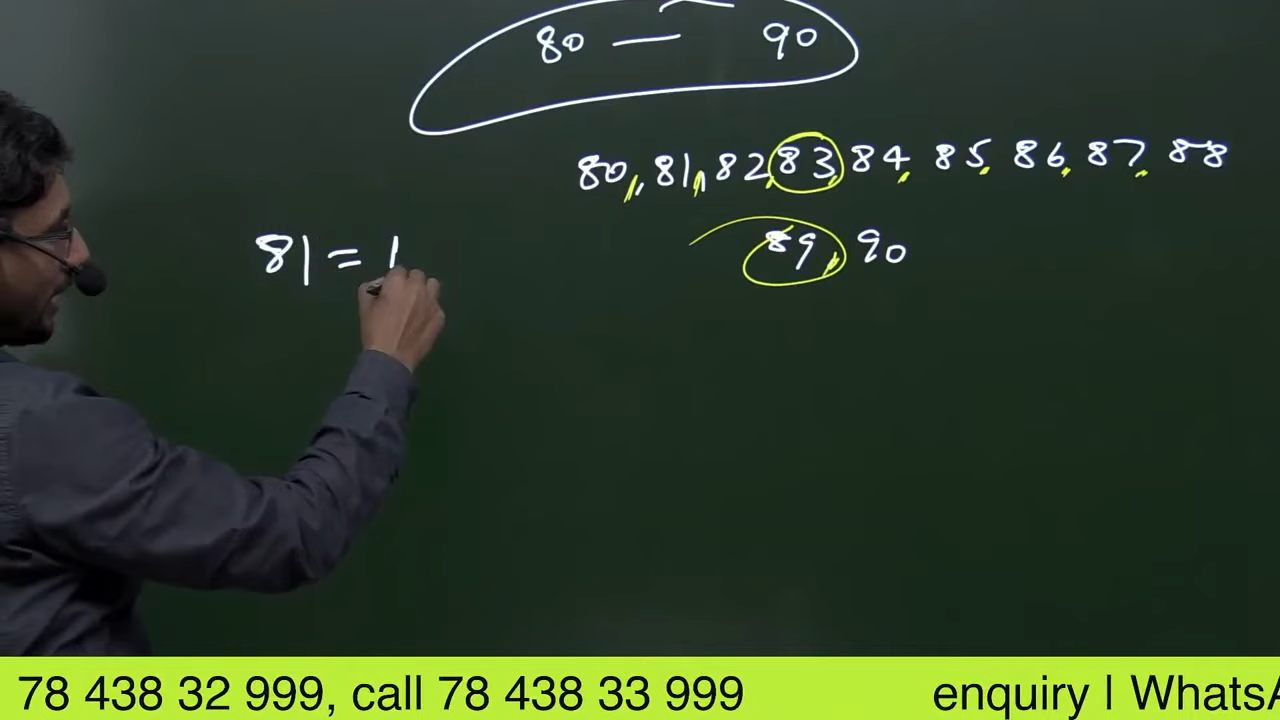 80 — 90
80, 81, 82, 83, 84, 85, 86, 87, 88
89, 90
81 = 1
78 438 32 999, call 78 438 33 999 enquiry | WhatsA